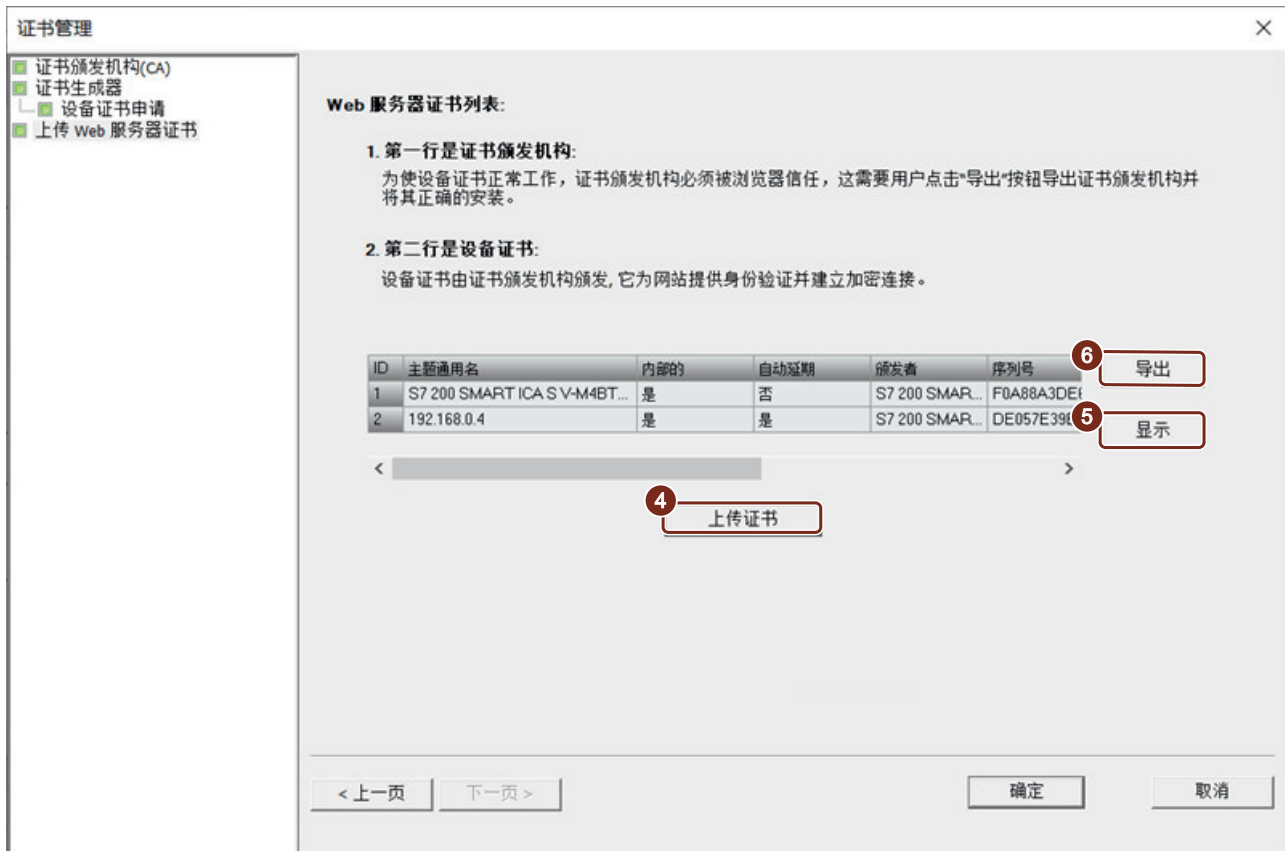 证书管理
证书颁发机构(CA)
证书生成器
设备证书申请
上传 Web 服务器证书
Web 服务器证书列表:
1. 第一行是证书颁发机构:
为使设备证书正常工作，证书颁发机构必须被浏览器信任，这需要用户点击“导出”按钮导出证书颁发机构并
将其正确的安装。
2. 第二行是设备证书:
设备证书由证书颁发机构颁发, 它为网站提供身份验证并建立加密连接。
ID 主题通用名 内部的 自动延期 颁发者 序列号
1 S7 200 SMART ICA S V-M4BT... 是 否 S7 200 SMAR... F0A88A3DE
2 192.168.0.4 是 是 S7 200 SMAR... DE057E39
6 导出
5 显示
4 上传证书
< 上一页 下一页 > 确定 取消